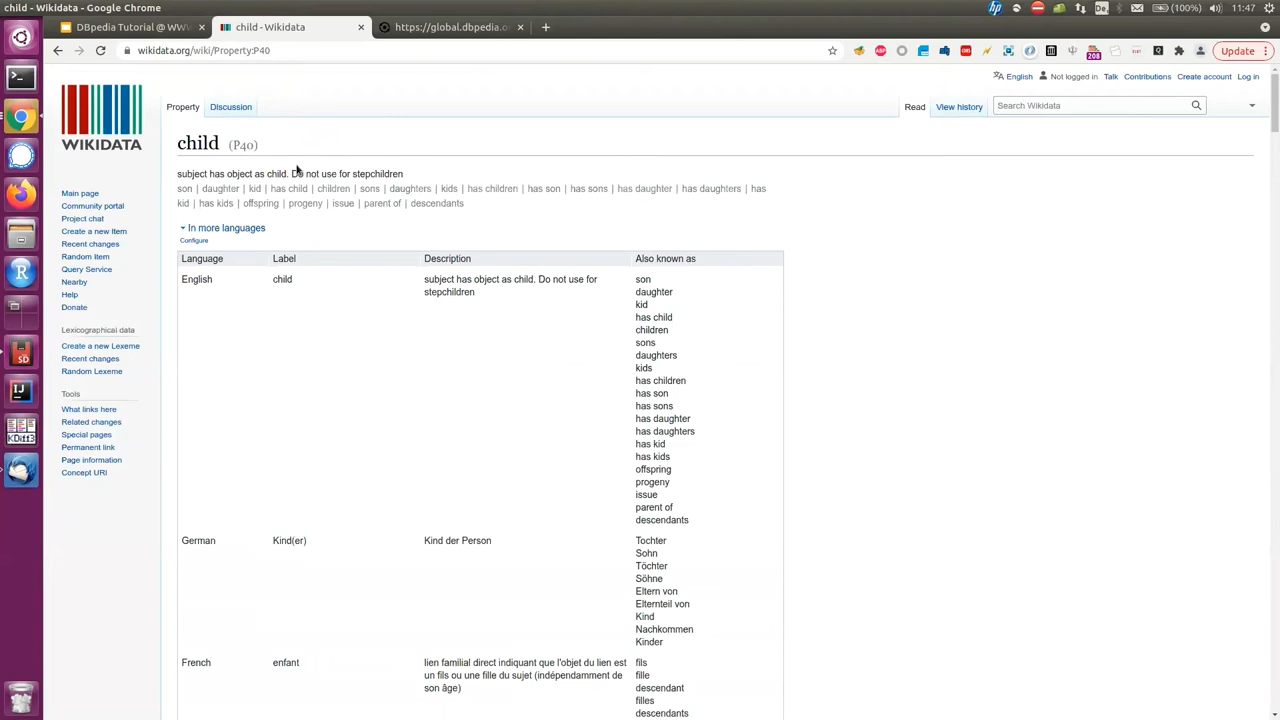 child - Wikidata - Google Chrome
De
(100%)
11:47
DBpedia Tutorial @ WWW
child - Wikidata
https://global.dbpedia.o
wikidata.org/wiki/Property:P40
208
Update
WIKIDATA
English Not logged in Talk Contributions Create account Log in
Property Discussion
Read View history
Search Wikidata
child (P40)
subject has object as child. Do not use for stepchildren
son | daughter | kid | has child | children | sons | daughters | kids | has children | has son | has sons | has daughter | has daughters | has
kid | has kids | offspring | progeny | issue | parent of | descendants
In more languages
Configure
Main page
Community portal
Project chat
Create a new Item
Recent changes
Random Item
Query Service
Nearby
Help
Donate
Lexicographical data
Create a new Lexeme
Recent changes
Random Lexeme
Tools
What links here
Related changes
Special pages
Permanent link
Page information
Concept URI
Language Label Description Also known as
English child subject has object as child. Do not use for
stepchildren
son
daughter
kid
has child
children
sons
daughters
kids
has children
has son
has sons
has daughter
has daughters
has kid
has kids
offspring
progeny
issue
parent of
descendants
German Kind(er) Kind der Person
Tochter
Sohn
Töchter
Söhne
Eltern von
Elternteil von
Kind
Nachkommen
Kinder
French enfant lien familial direct indiquant que l'objet du lien est
un fils ou une fille du sujet (indépendamment de
son âge)
fils
fille
descendant
filles
descendants